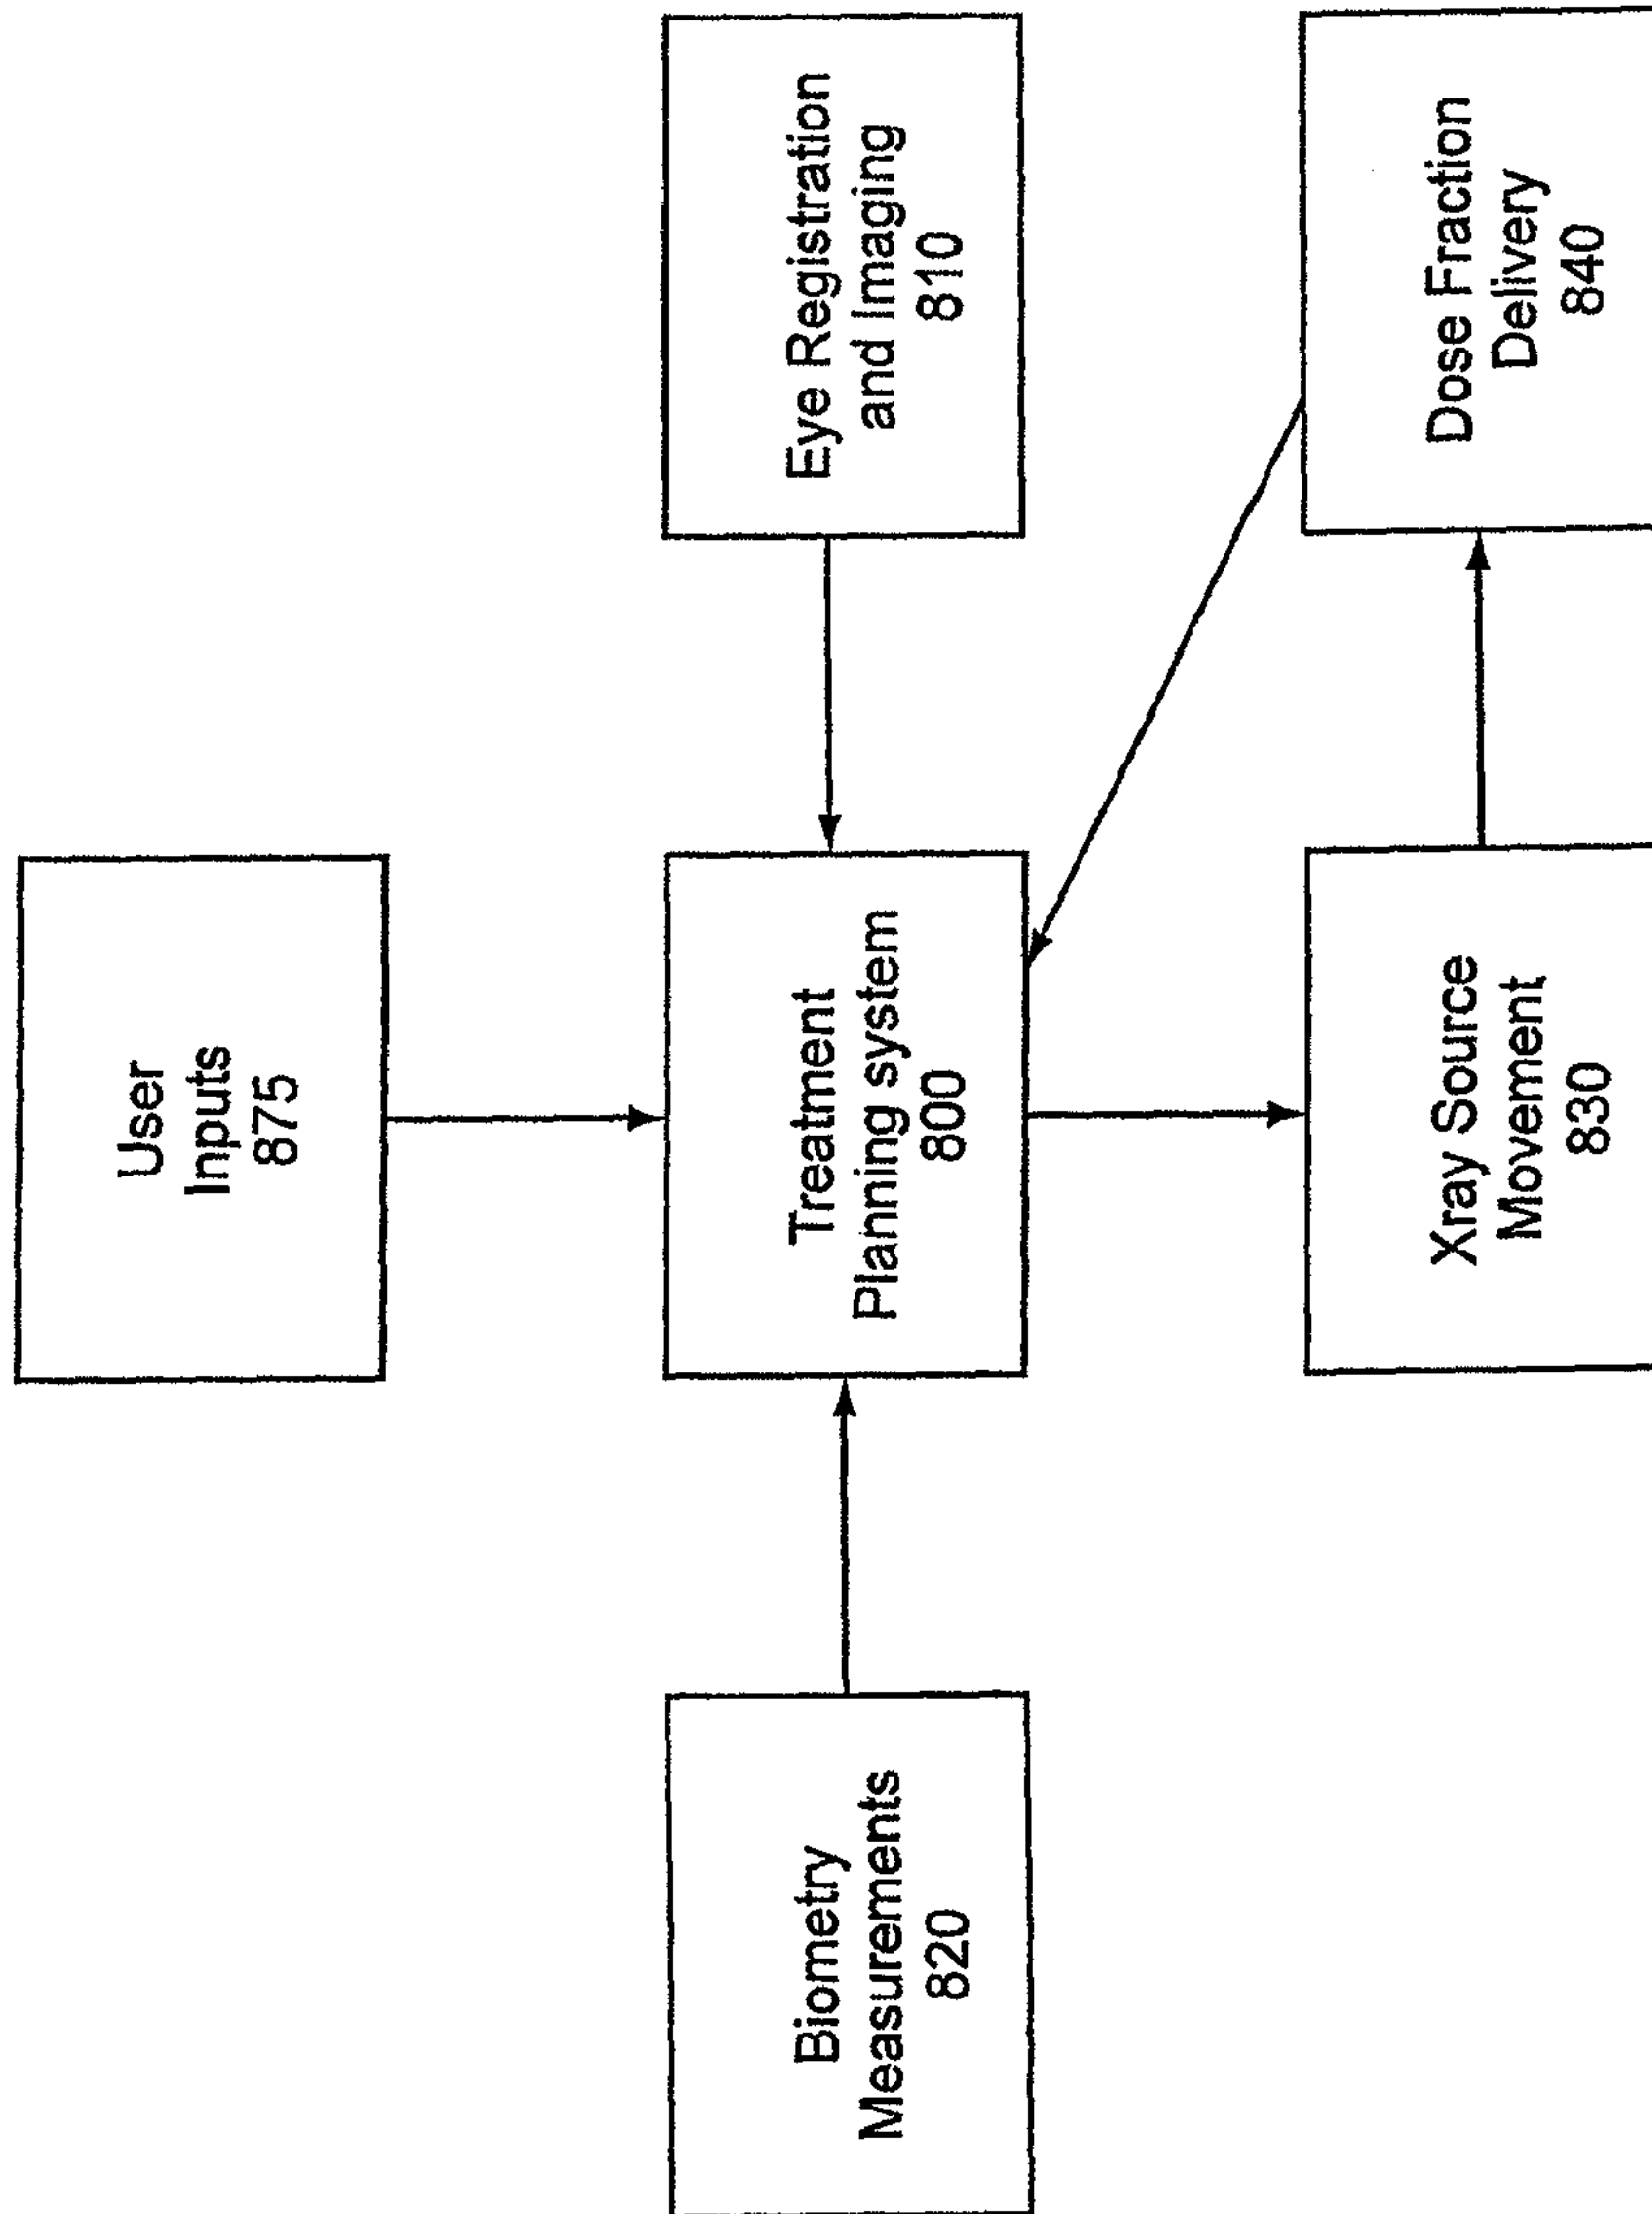 User
Inputs
875
Biometry
Measurements
820
Treatment
Planning system
800
Eye Registration
and Imaging
810
Xray Source
Movement
830
Dose Fraction
Delivery
840